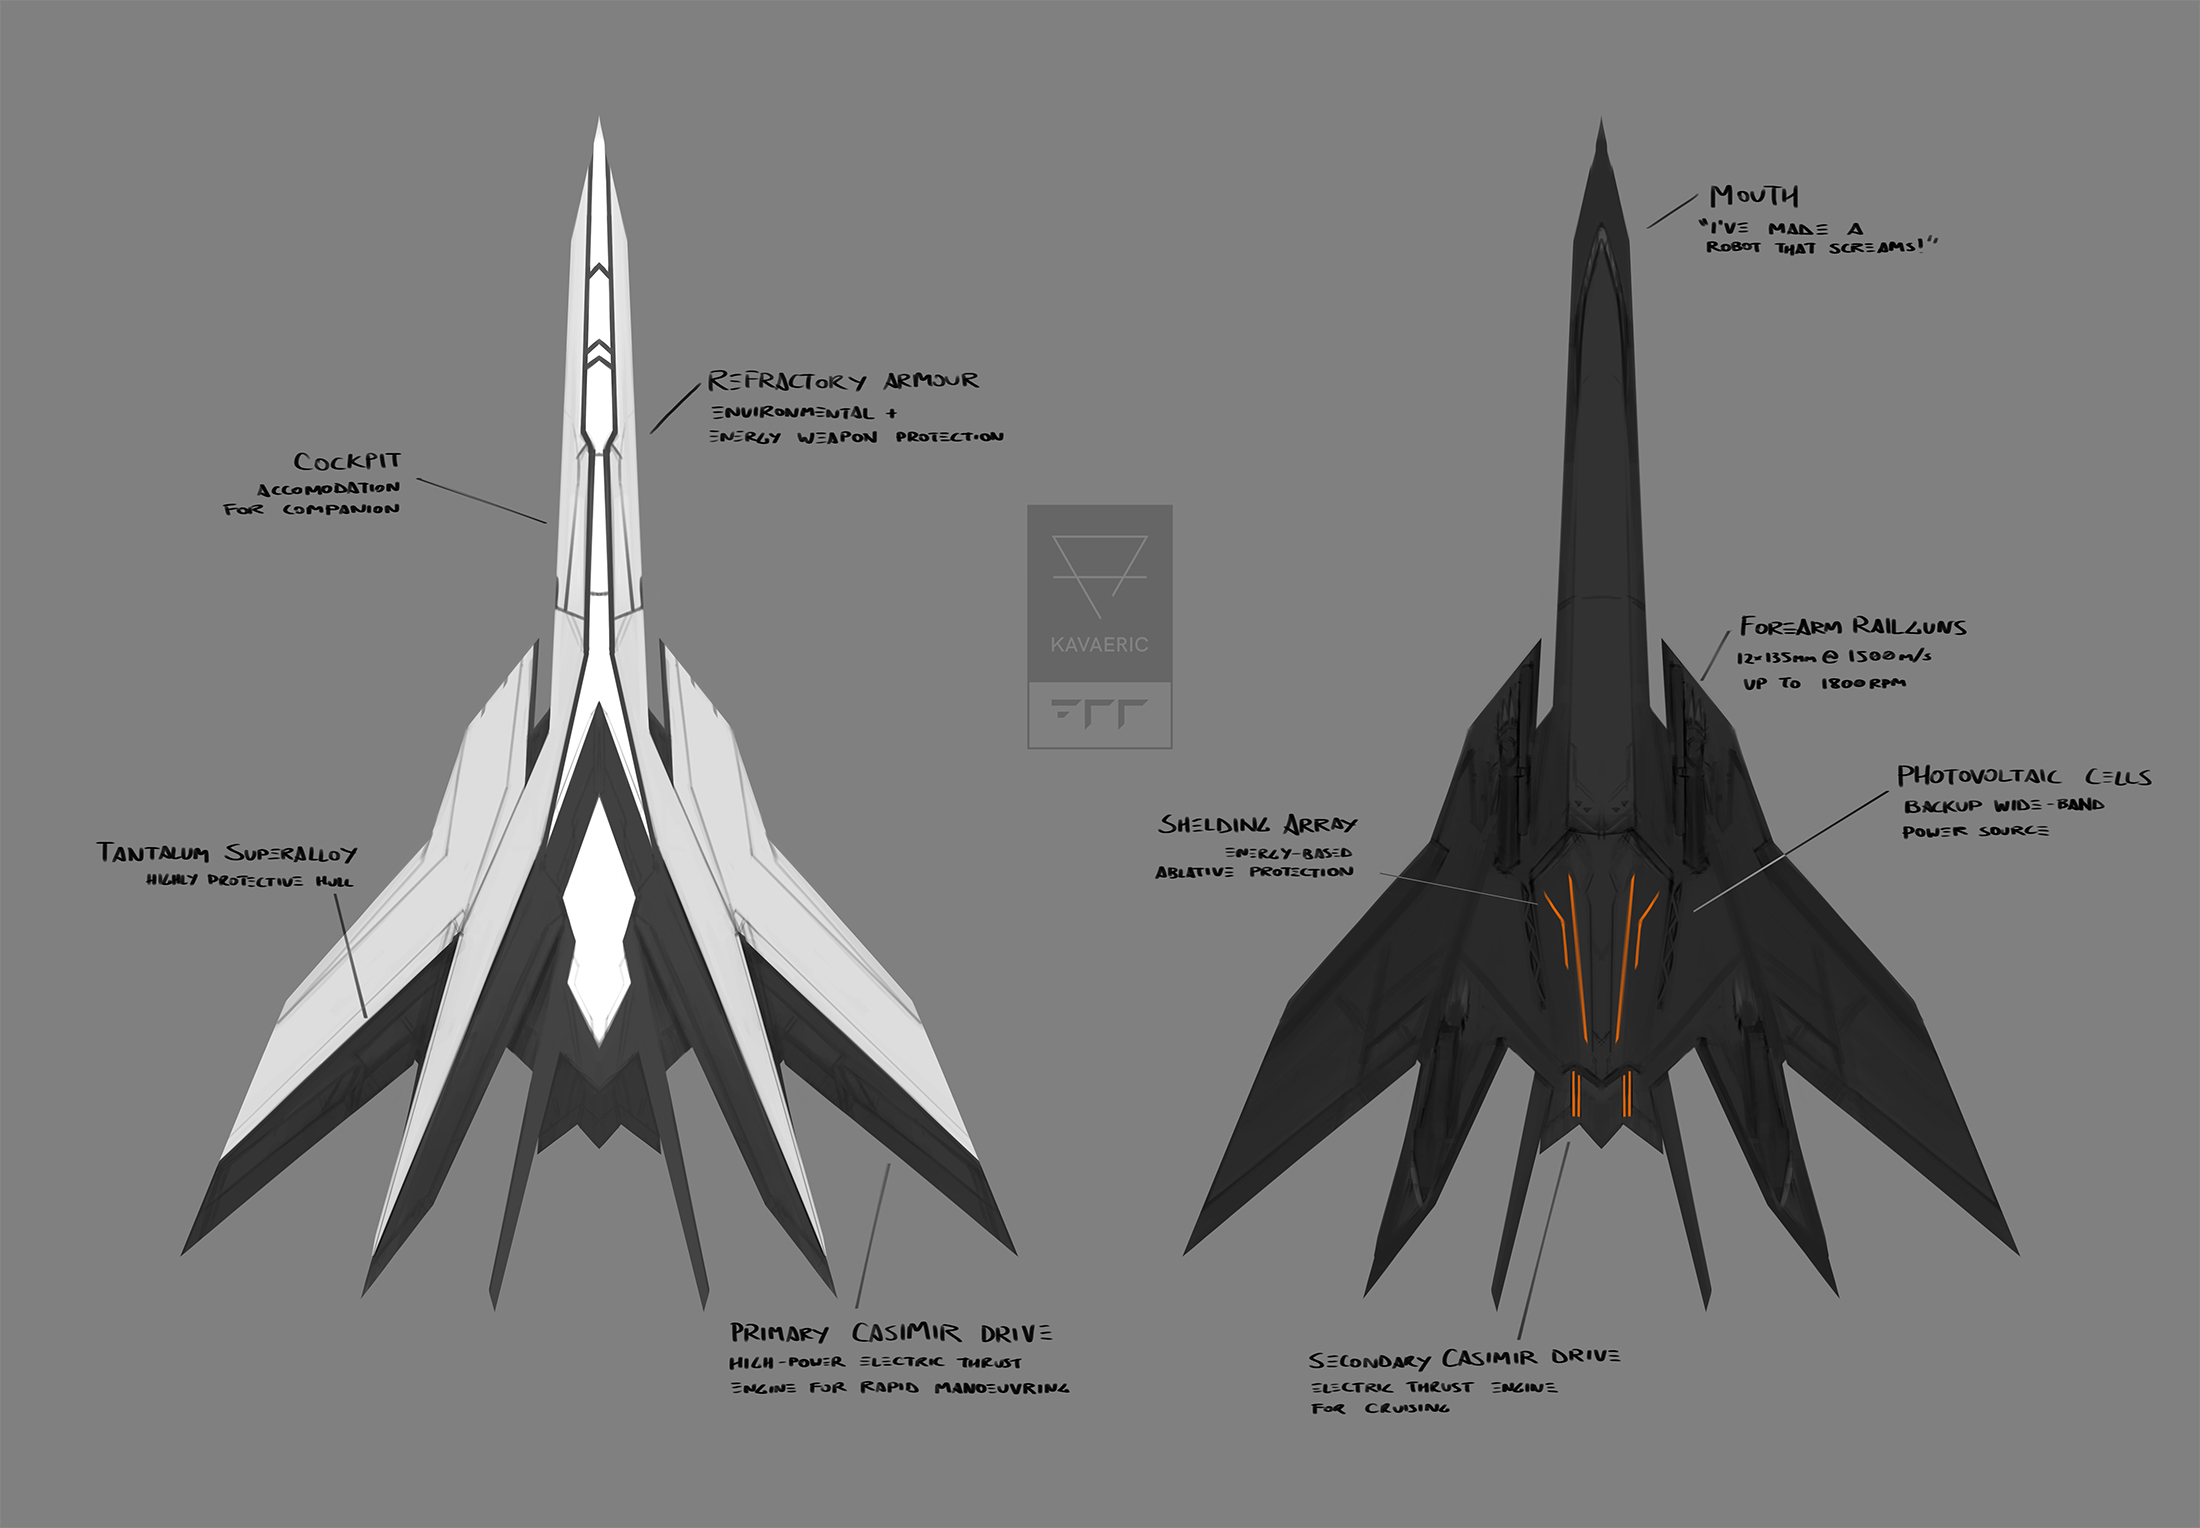 MOUTH
"I'VE MADE A
ROBOT THAT SCREAMS!"
REFRACTORY ARMOUR
ENVIRONMENTAL +
ENERGY WEAPON PROTECTION
COCKPIT
ACCOMODATION
FOR COMPANION
KAVAERIC
FOREARM RAILGUNS
12×135mm @ 1500m/s
UP TO 1800RPM
PHOTOVOLTAIC CELLS
BACKUP WIDE-BAND
POWER SOURCE
SHELDING ARRAY
ENERGY-BASED
ABLATIVE PROTECTION
TANTALUM SUPERALLOY
HIGHLY PROTECTIVE HULL
PRIMARY CASIMIR DRIVE
HIGH-POWER ELECTRIC THRUST
ENGINE FOR RAPID MANOEUVRING
SECONDARY CASIMIR DRIVE
ELECTRIC THRUST ENGINE
FOR CRUISING